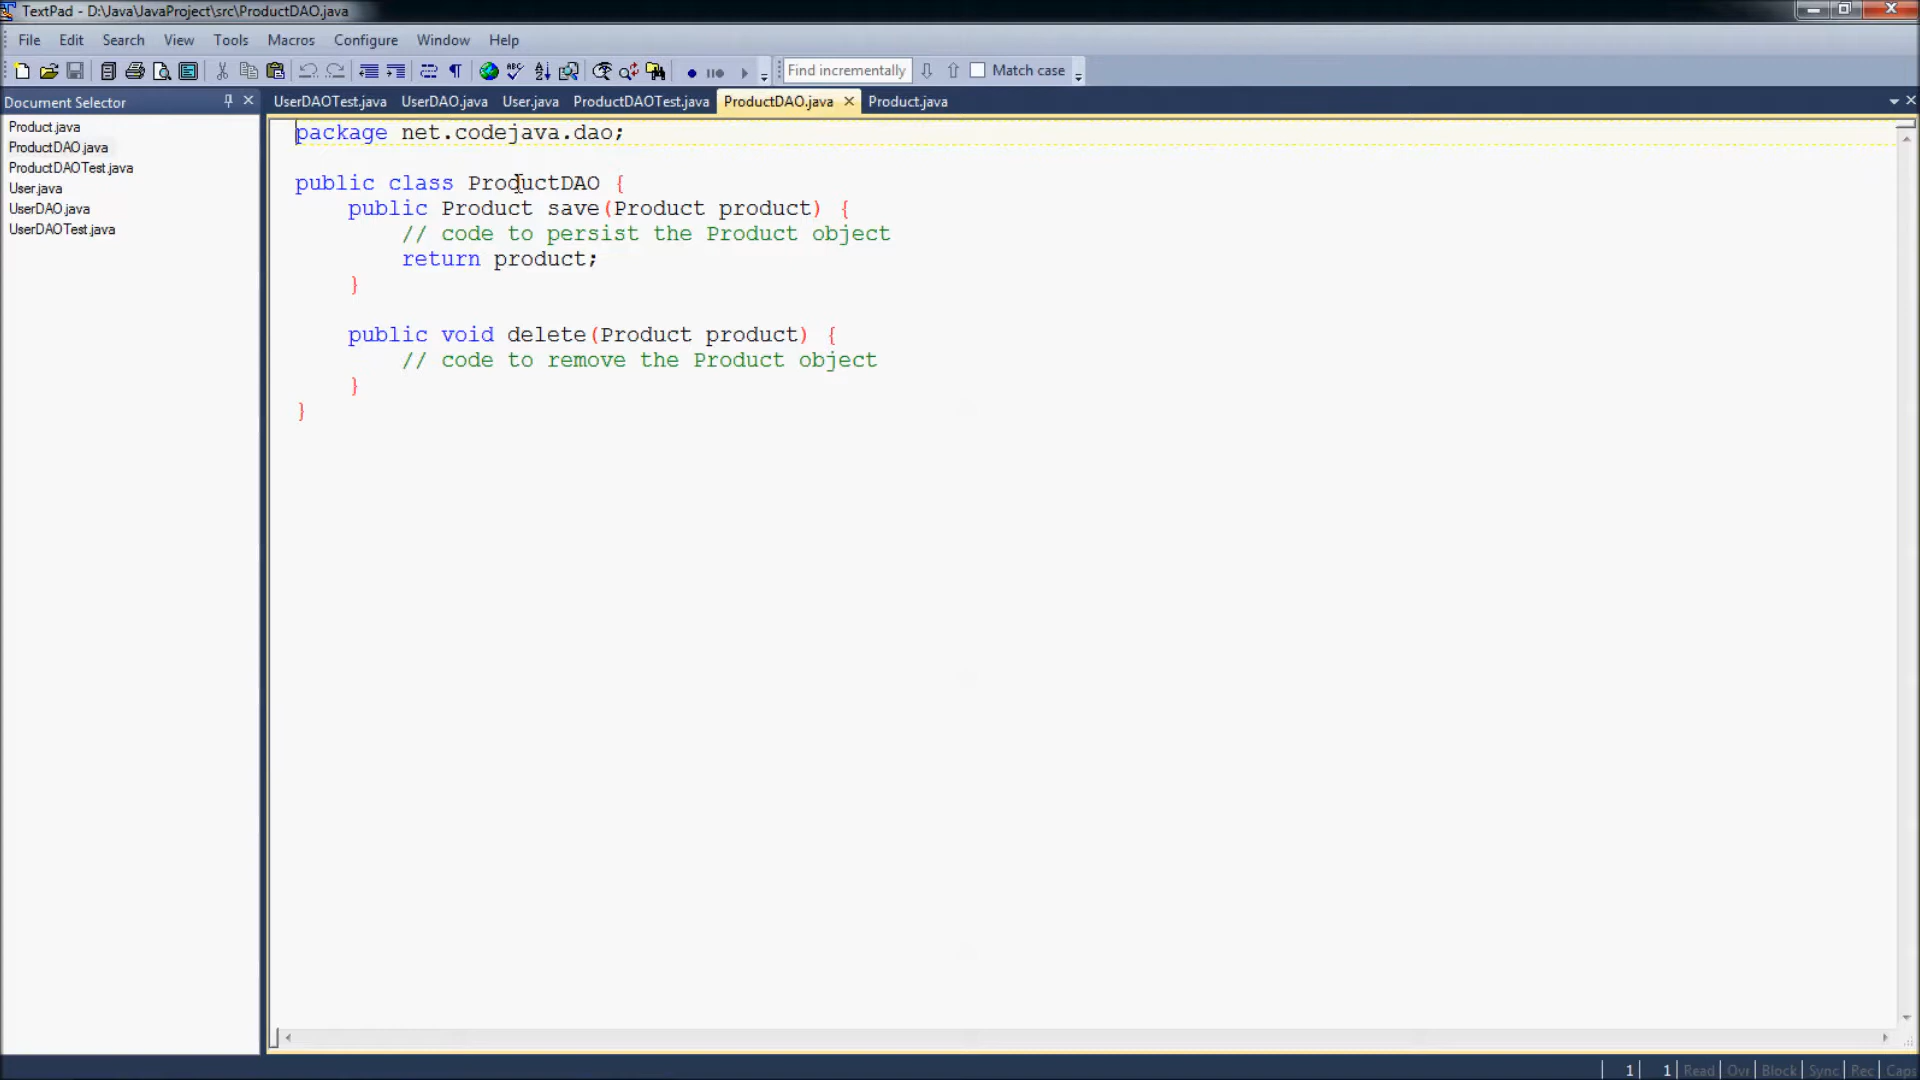 TextPad - D:\Java\JavaProject\src\ProductDAO.java
File Edit Search View Tools Macros Configure Window Help
Find incrementally Match case
Document Selector
UserDAOTest.java UserDAO.java User.java ProductDAOTest.java ProductDAO.java Product.java
Product.java
ProductDAO.java
ProductDAOTest.java
User.java
UserDAO.java
UserDAOTest.java
package net.codejava.dao;
public class ProductDAO {
public Product save(Product product) {
// code to persist the Product object
return product;
}
public void delete(Product product) {
// code to remove the Product object
}
}
1 1 Read Ovr Block Sync Rec Caps